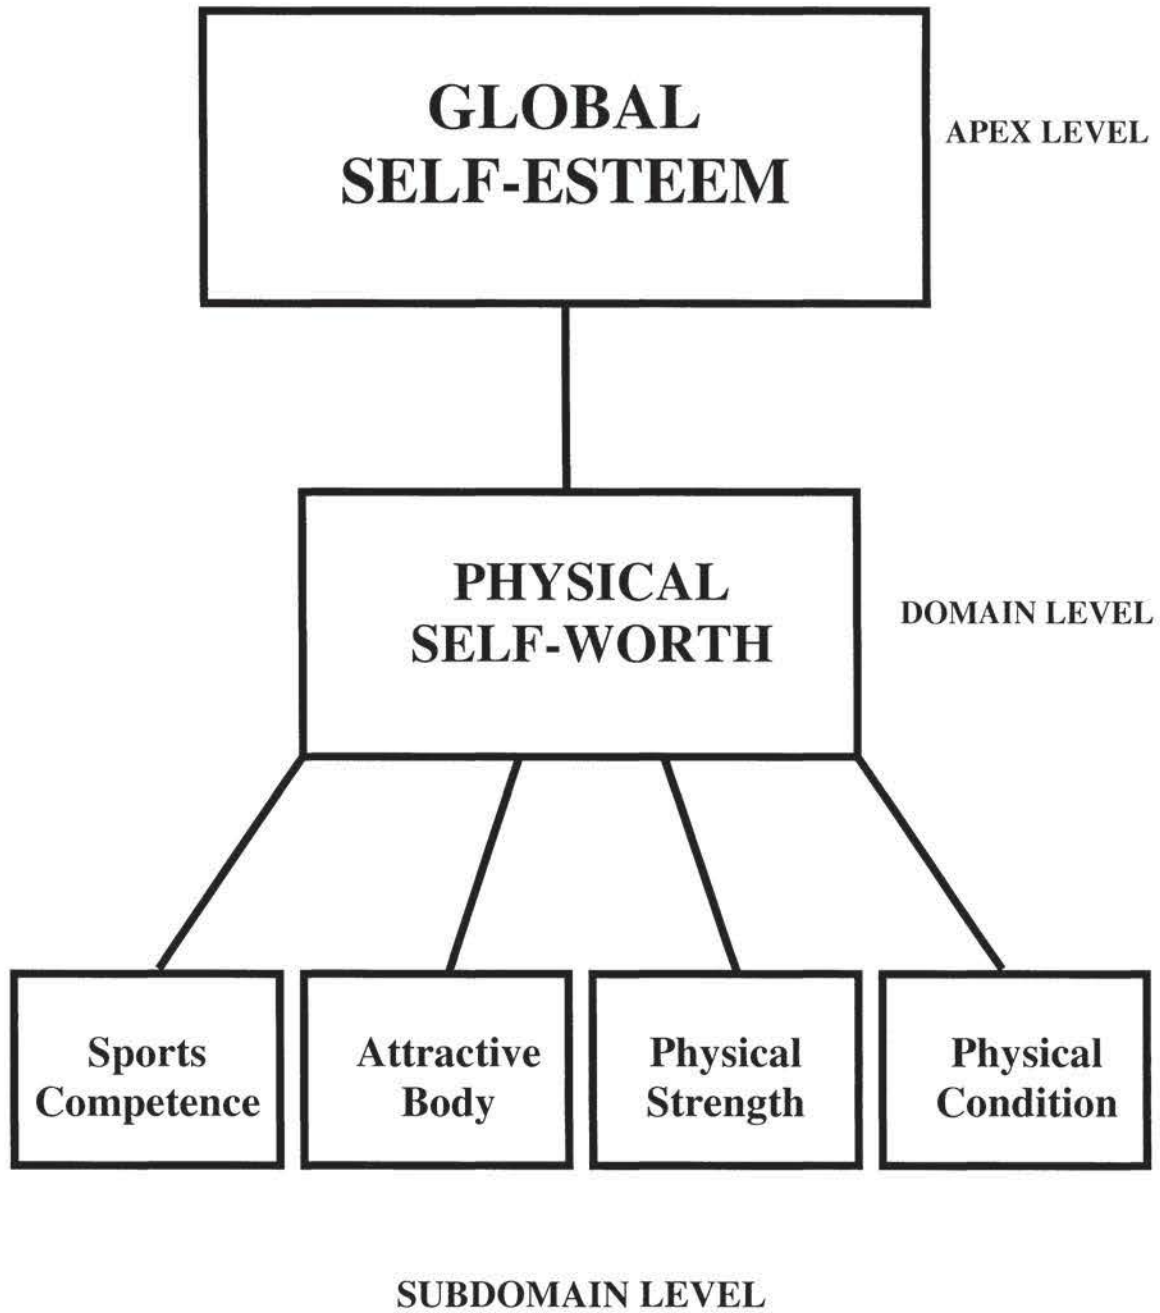 GLOBAL
SELF-ESTEEM
APEX LEVEL
PHYSICAL
SELF-WORTH
DOMAIN LEVEL
Sports
Competence
Attractive
Body
Physical
Strength
Physical
Condition
SUBDOMAIN LEVEL